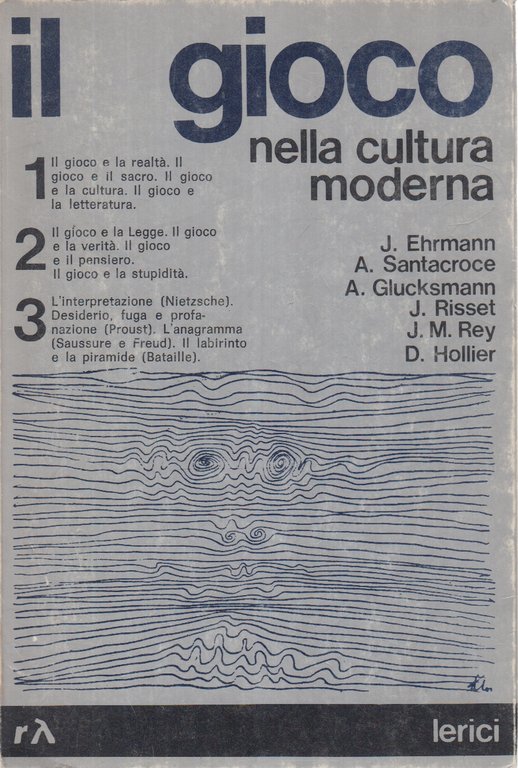 il gioco
nella cultura
moderna
1
Il gioco e la realtà. Il
gioco e il sacro. Il gioco
e la cultura. Il gioco e
la letteratura.
2
Il gioco e la Legge. Il gioco
e la verità. Il gioco
e il pensiero.
Il gioco e la stupidità.
3
L'interpretazione (Nietzsche).
Desiderio, fuga e profa-
nazione (Proust). L'anagramma
(Saussure e Freud). Il labirinto
e la piramide (Bataille).
J. Ehrmann
A. Santacroce
A. Glucksmann
J. Risset
J. M. Rey
D. Hollier
rλ
lerici